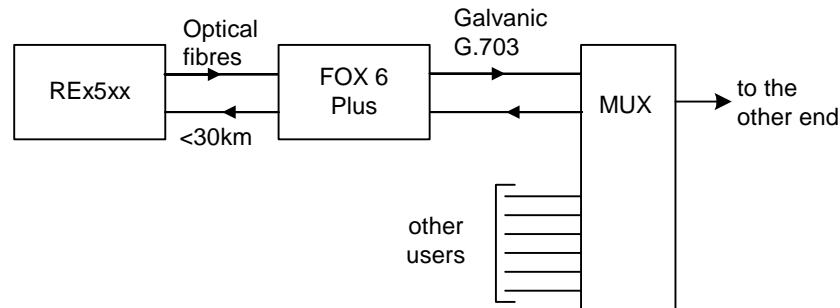 Optical
fibres
Galvanic
G.703
REx5xx
FOX 6
Plus
MUX
to the
other end
<30km
other
users